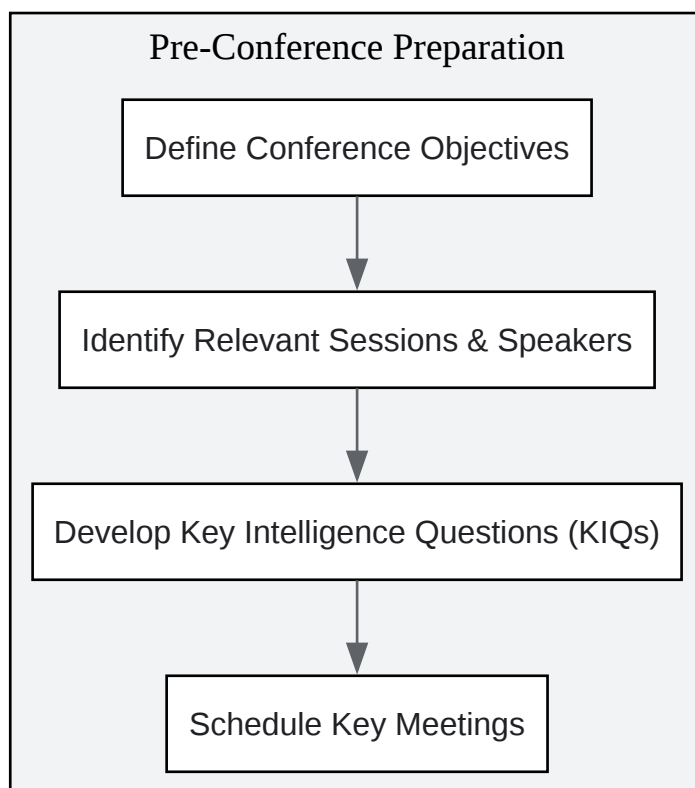 Pre-Conference Preparation
Define Conference Objectives
Identify Relevant Sessions & Speakers
Develop Key Intelligence Questions (KIQs)
Schedule Key Meetings